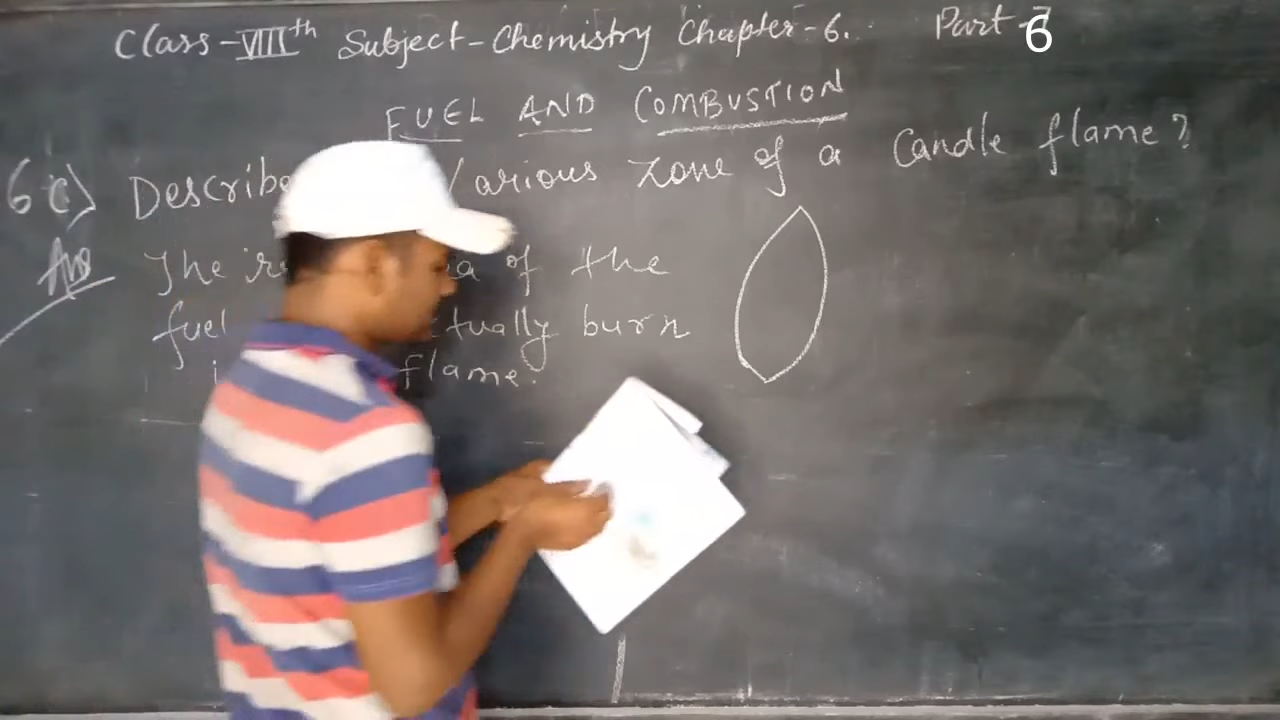 Class-VIIIth Subject-Chemistry Chapter-6. Part-6
FUEL AND COMBUSTION
6 c) Describe various zone of a Candle flame?
Ans The of the
fuel burn
flame.